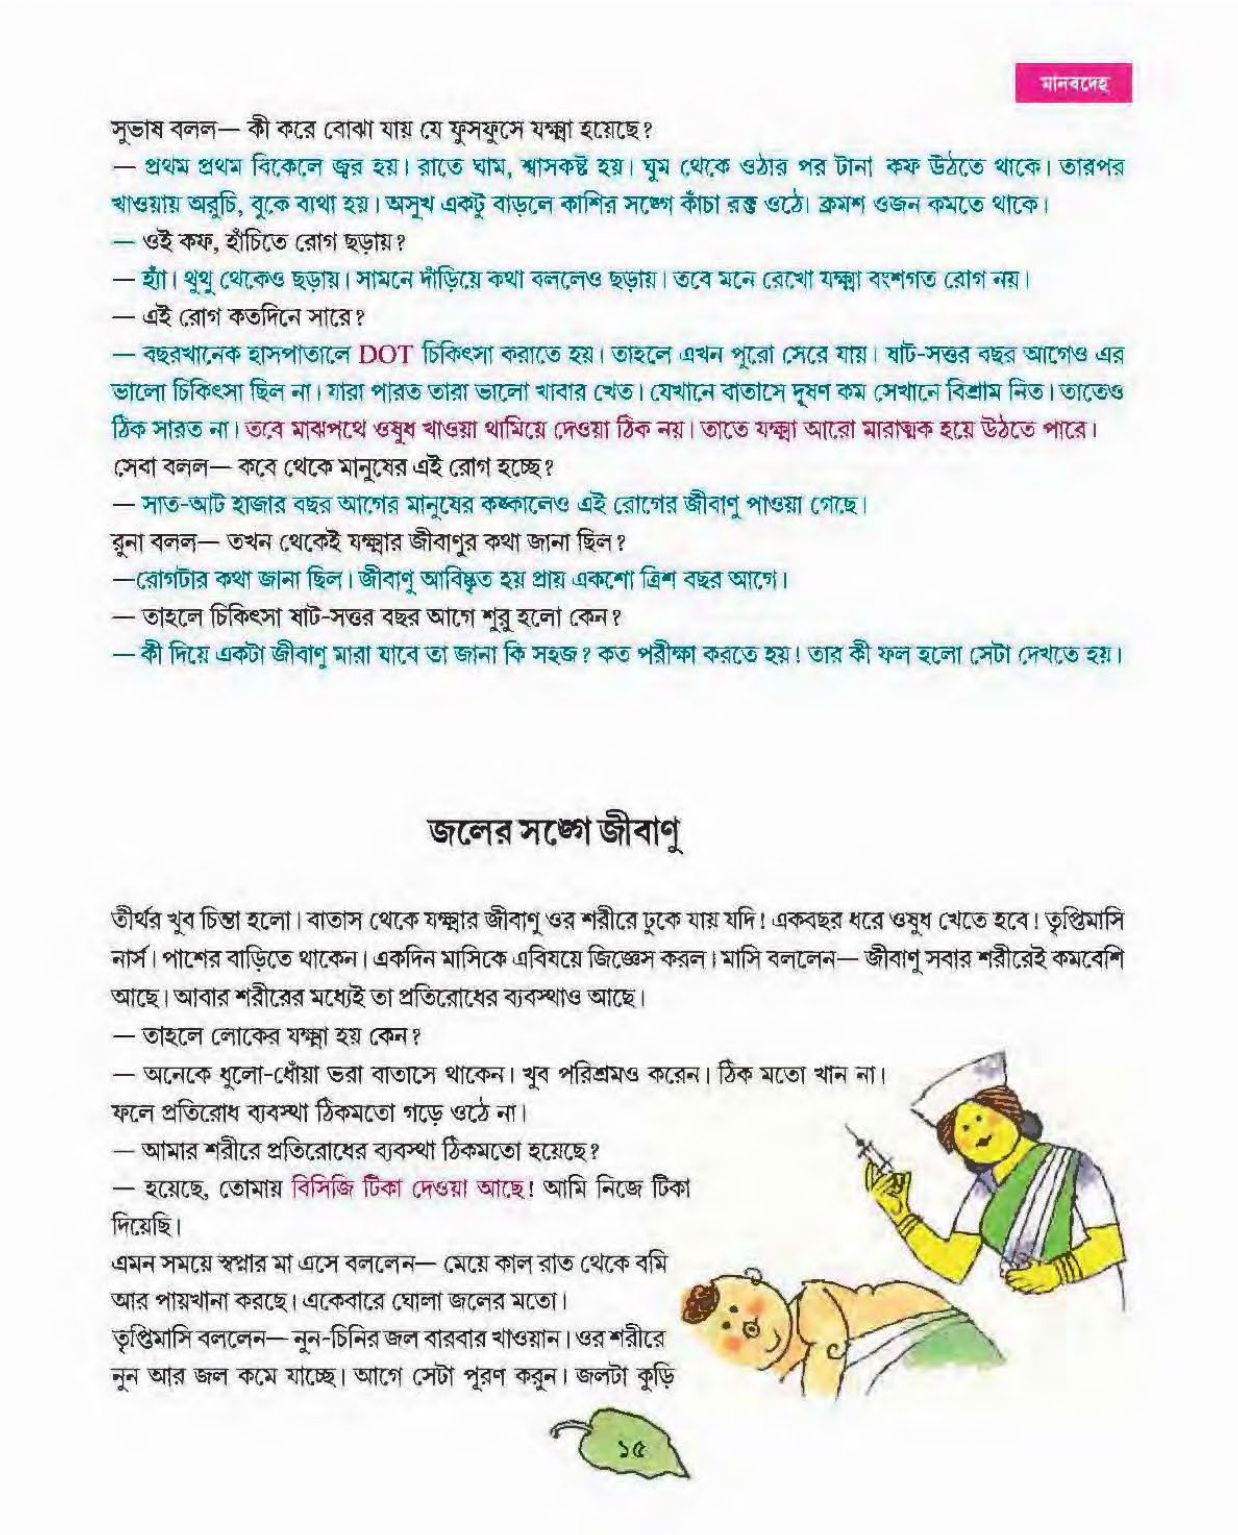 মানবদেহ
সুভাষ বলল— কী করে বোঝা যায় যে ফুসফুসে যক্ষ্মা হয়েছে?
— প্রথম প্রথম বিকেলে জ্বর হয়। রাতে ঘাম, শ্বাসকষ্ট হয়। ঘুম থেকে ওঠার পর টানা কফ উঠতে থাকে। তারপর
খাওয়ায় অরুচি, বুকে ব্যথা হয়। অসুখ একটু বাড়লে কাশির সঙ্গে কাঁচা রক্ত ওঠে। ক্রমশ ওজন কমতে থাকে।
— ওই কফ, হাঁচিতে রোগ ছড়ায়?
— হ্যাঁ। থুথু থেকেও ছড়ায়। সামনে দাঁড়িয়ে কথা বললেও ছড়ায়। তবে মনে রেখো যক্ষ্মা বংশগত রোগ নয়।
— এই রোগ কতদিনে সারে?
— বছরখানেক হাসপাতালে DOT চিকিৎসা করাতে হয়। তাহলে এখন পুরো সেরে যায়। ষাট-সত্তর বছর আগেও এর
ভালো চিকিৎসা ছিল না। যারা পারত তারা ভালো খাবার খেত। যেখানে বাতাসে দূষণ কম সেখানে বিশ্রাম নিত। তাতেও
ঠিক সারত না। তবে মাঝপথে ওষুধ খাওয়া থামিয়ে দেওয়া ঠিক নয়। তাতে যক্ষ্মা আরো মারাত্মক হয়ে উঠতে পারে।
সেবা বলল— কবে থেকে মানুষের এই রোগ হচ্ছে?
— সাত-আট হাজার বছর আগের মানুষের কঙ্কালেও এই রোগের জীবাণু পাওয়া গেছে।
রুনা বলল— তখন থেকেই যক্ষ্মার জীবাণুর কথা জানা ছিল?
—রোগটার কথা জানা ছিল। জীবাণু আবিষ্কৃত হয় প্রায় একশো ত্রিশ বছর আগে।
— তাহলে চিকিৎসা ষাট-সত্তর বছর আগে শুরু হলো কেন?
— কী দিয়ে একটা জীবাণু মারা যাবে তা জানা কি সহজ? কত পরীক্ষা করতে হয়! তার কী ফল হলো সেটা দেখতে হয়।
জলের সঙ্গে জীবাণু
তীর্থর খুব চিন্তা হলো। বাতাস থেকে যক্ষ্মার জীবাণু ওর শরীরে ঢুকে যায় যদি! একবছর ধরে ওষুধ খেতে হবে! তৃপ্তিমাসি
নার্স। পাশের বাড়িতে থাকেন। একদিন মাসিকে এবিষয়ে জিজ্ঞেস করল। মাসি বললেন— জীবাণু সবার শরীরেই কমবেশি
আছে। আবার শরীরের মধ্যেই তা প্রতিরোধের ব্যবস্থাও আছে।
— তাহলে লোকের যক্ষ্মা হয় কেন?
— অনেকে ধুলো-ধোঁয়া ভরা বাতাসে থাকেন। খুব পরিশ্রমও করেন। ঠিক মতো খান না।
ফলে প্রতিরোধ ব্যবস্থা ঠিকমতো গড়ে ওঠে না।
— আমার শরীরে প্রতিরোধের ব্যবস্থা ঠিকমতো হয়েছে?
— হয়েছে, তোমায় বিসিজি টিকা দেওয়া আছে! আমি নিজে টিকা
দিয়েছি।
এমন সময়ে স্বপ্নার মা এসে বললেন— মেয়ে কাল রাত থেকে বমি
আর পায়খানা করছে। একেবারে ঘোলা জলের মতো।
তৃপ্তিমাসি বললেন— নুন-চিনির জল বারবার খাওয়ান। ওর শরীরে
নুন আর জল কমে যাচ্ছে। আগে সেটা পূরণ করুন। জলটা কুড়ি
১৫